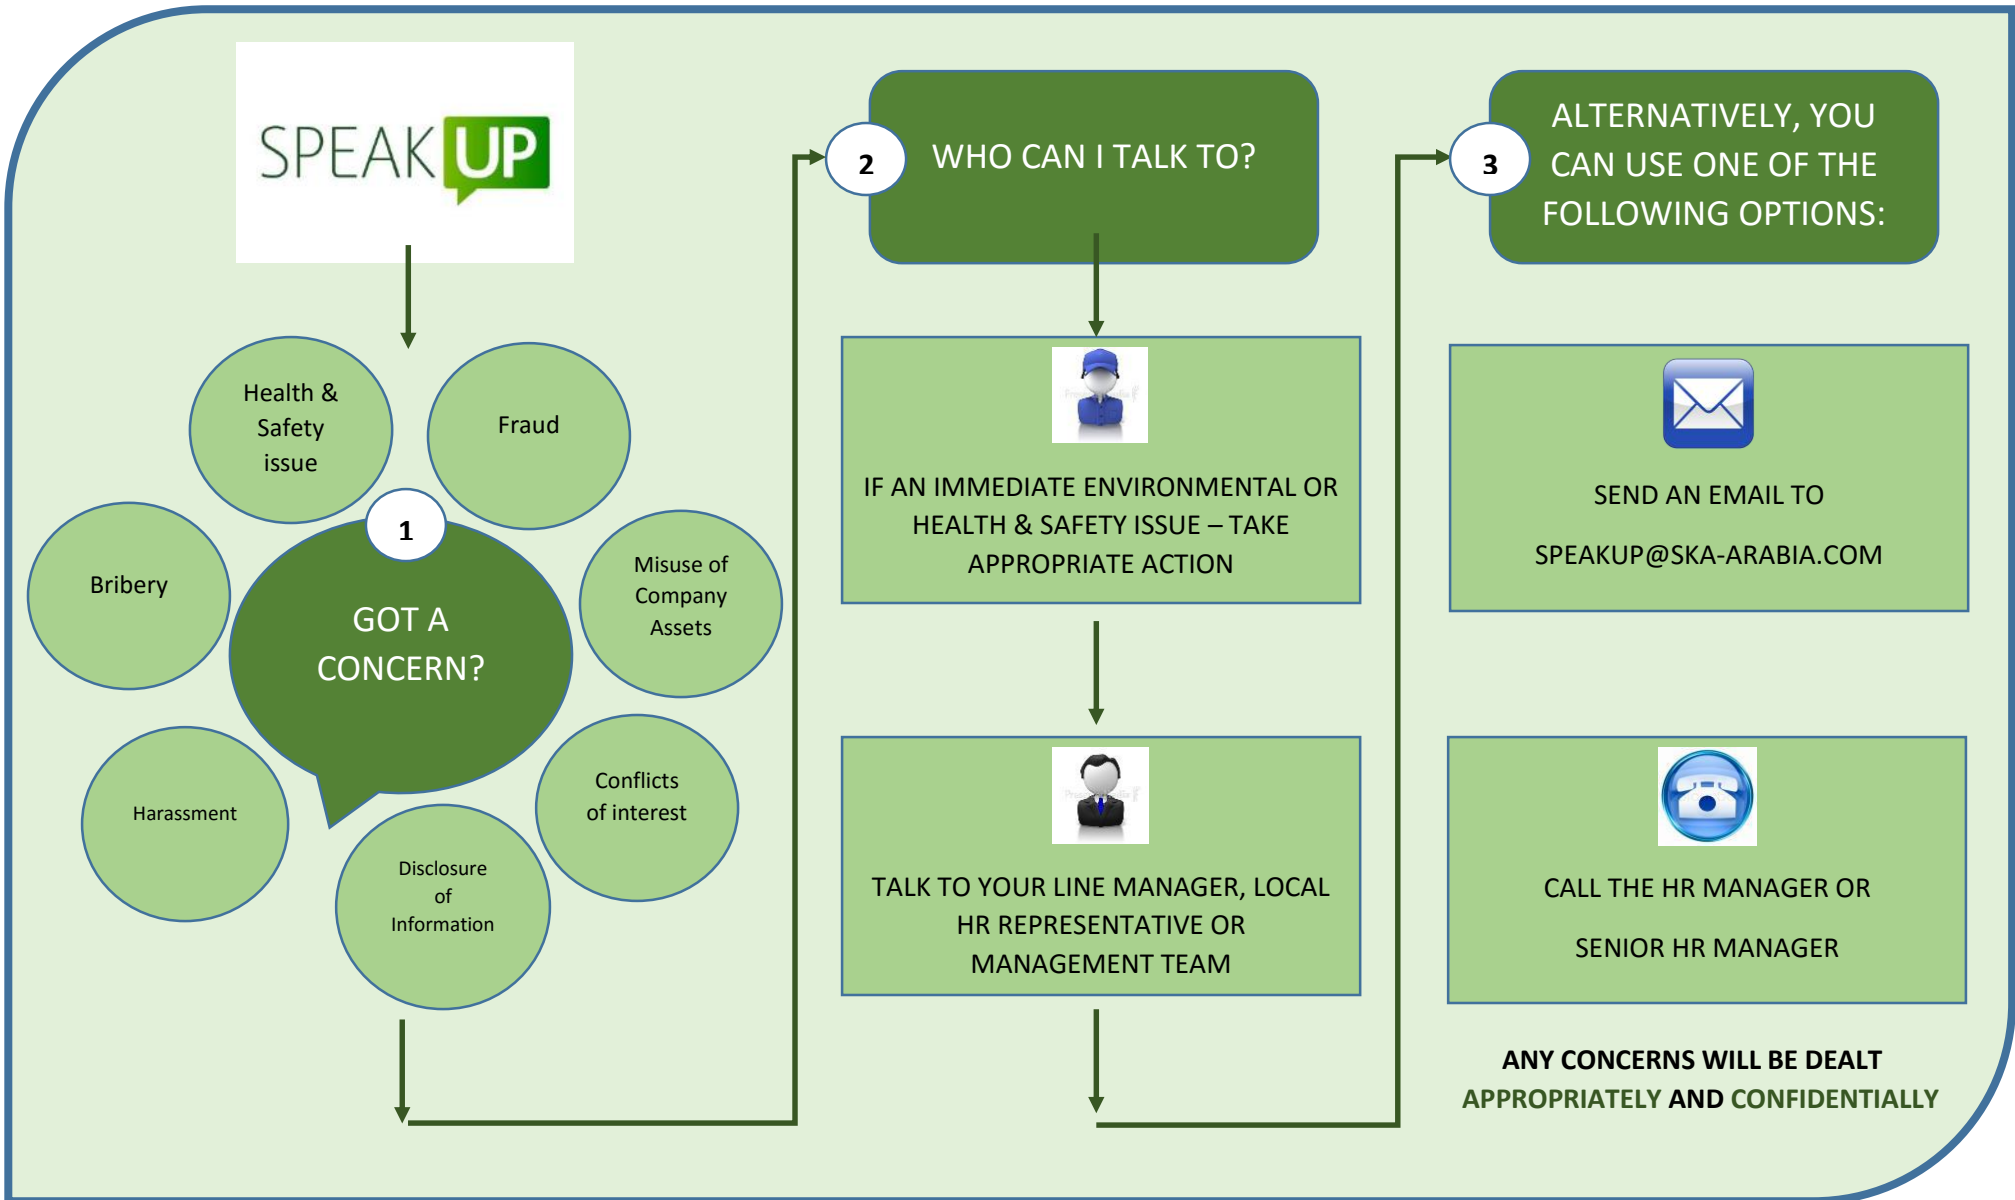 SPEAK UP
Health &
Safety
issue
Fraud
Bribery
1
GOT A
CONCERN?
Misuse of
Company
Assets
Harassment
Conflicts
of interest
Disclosure
of
Information
2
WHO CAN I TALK TO?
IF AN IMMEDIATE ENVIRONMENTAL OR
HEALTH & SAFETY ISSUE – TAKE
APPROPRIATE ACTION
TALK TO YOUR LINE MANAGER, LOCAL
HR REPRESENTATIVE OR
MANAGEMENT TEAM
3
ALTERNATIVELY, YOU
CAN USE ONE OF THE
FOLLOWING OPTIONS:
SEND AN EMAIL TO
SPEAKUP@SKA-ARABIA.COM
CALL THE HR MANAGER OR
SENIOR HR MANAGER
ANY CONCERNS WILL BE DEALT
APPROPRIATELY AND CONFIDENTIALLY